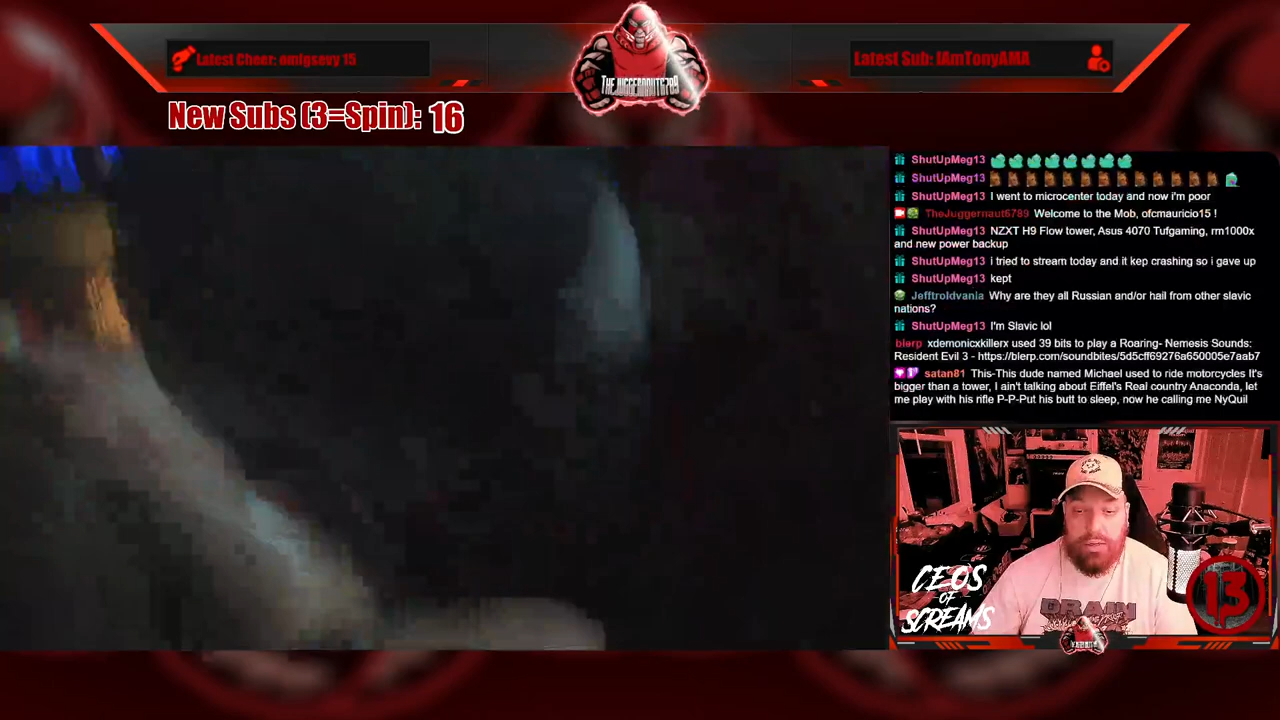 Latest Cheer: omfgsevy 15
THEJUGGERNAUT6789
Latest Sub: IAmTonyAMA
New Subs (3=Spin): 16
ShutUpMeg13
ShutUpMeg13
ShutUpMeg13 I went to microcenter today and now i'm poor
TheJuggernaut6789 Welcome to the Mob, ofcmauricio15 !
ShutUpMeg13 NZXT H9 Flow tower, Asus 4070 Tufgaming, rm1000x
and new power backup
ShutUpMeg13 i tried to stream today and it kep crashing so i gave up
ShutUpMeg13 kept
Jefftroldvania Why are they all Russian and/or hail from other slavic
nations?
ShutUpMeg13 I'm Slavic lol
blerp xdemonicxkillerx used 39 bits to play a Roaring- Nemesis Sounds:
Resident Evil 3 - https://blerp.com/soundbites/5d5cff69276a650005e7aab7
satan81 This-This dude named Michael used to ride motorcycles It's
bigger than a tower, I ain't talking about Eiffel's Real country Anaconda, let
me play with his rifle P-P-Put his butt to sleep, now he calling me NyQuil
CEOS
OF
SCREAMS
DRAIN
13